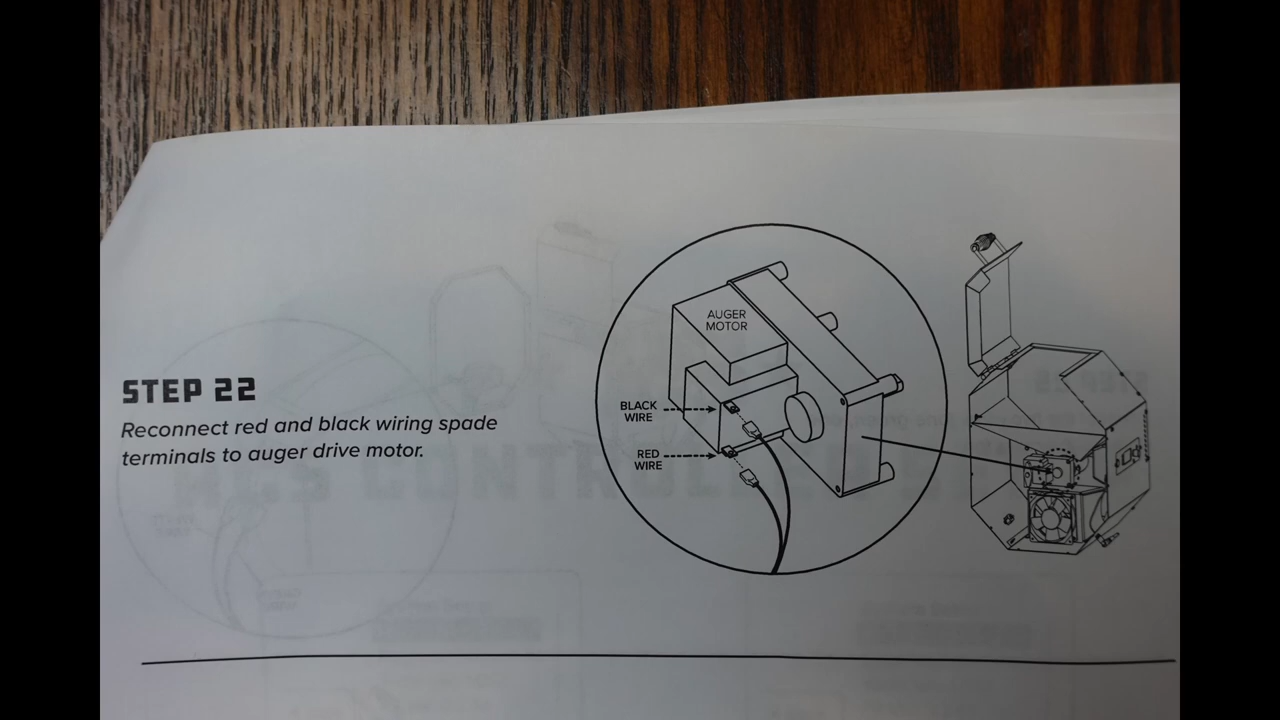 STEP 22
Reconnect red and black wiring spade
terminals to auger drive motor.
AUGER
MOTOR
BLACK
WIRE
RED
WIRE